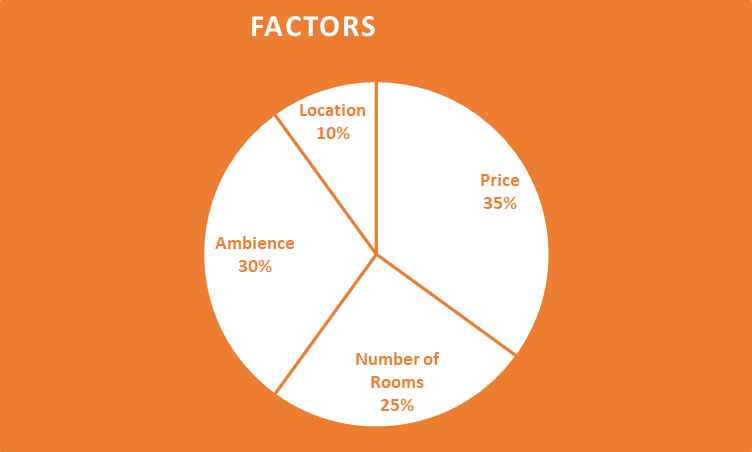 FACTORS
Location
10%
Price
35%
Ambience
30%
Number of
Rooms
25%